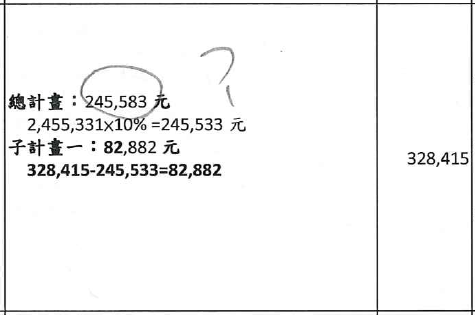 ?
總計畫：245,583 元
2,455,331x10% =245,533 元
子計畫一：82,882 元
328,415-245,533=82,882
328,415